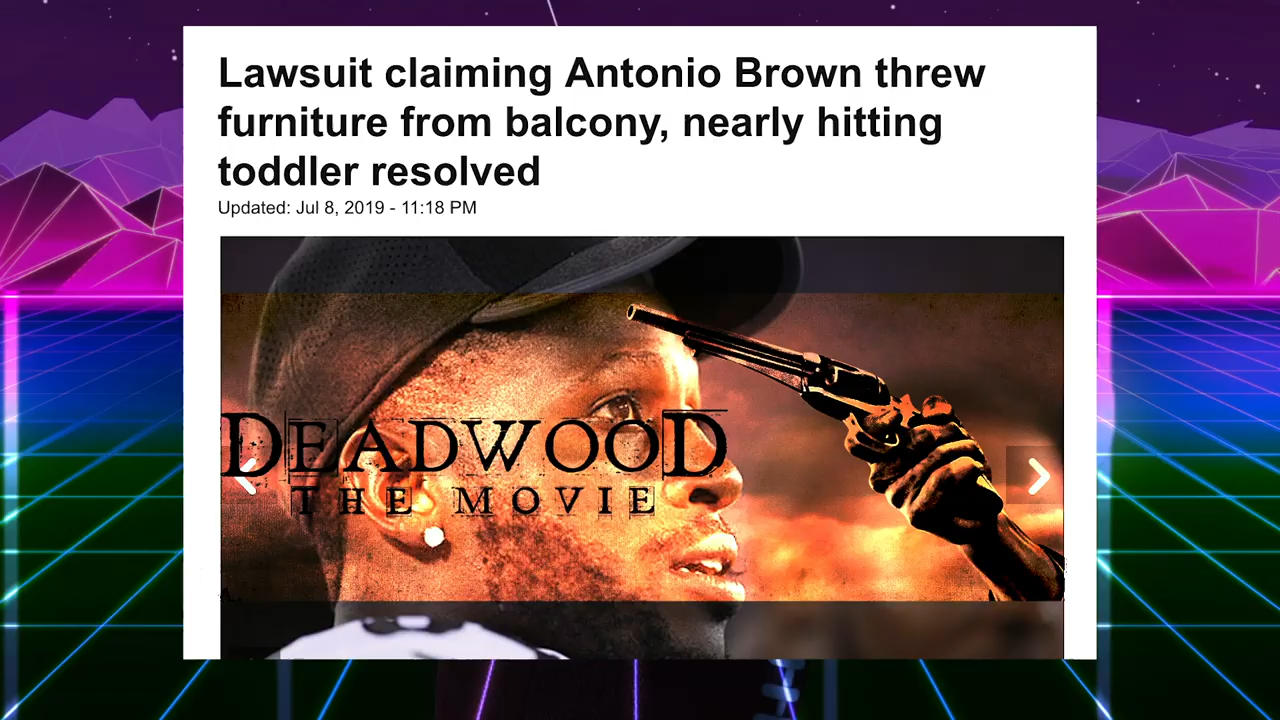 Lawsuit claiming Antonio Brown threw
furniture from balcony, nearly hitting
toddler resolved
Updated: Jul 8, 2019 - 11:18 PM
DEADWOOD
THE MOVIE